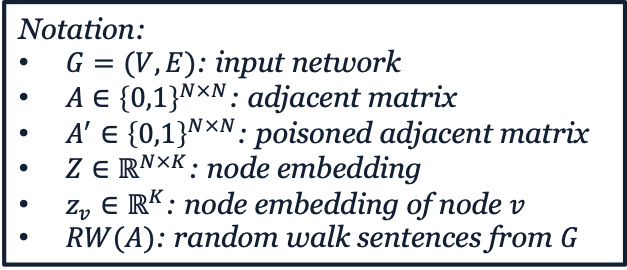 Notation:
• G = (V, E): input network
• A ∈ {0,1}^{N×N}: adjacent matrix
• A′ ∈ {0,1}^{N×N}: poisoned adjacent matrix
• Z ∈ ℝ^{N×K}: node embedding
• z_v ∈ ℝ^K: node embedding of node v
• RW(A): random walk sentences from G